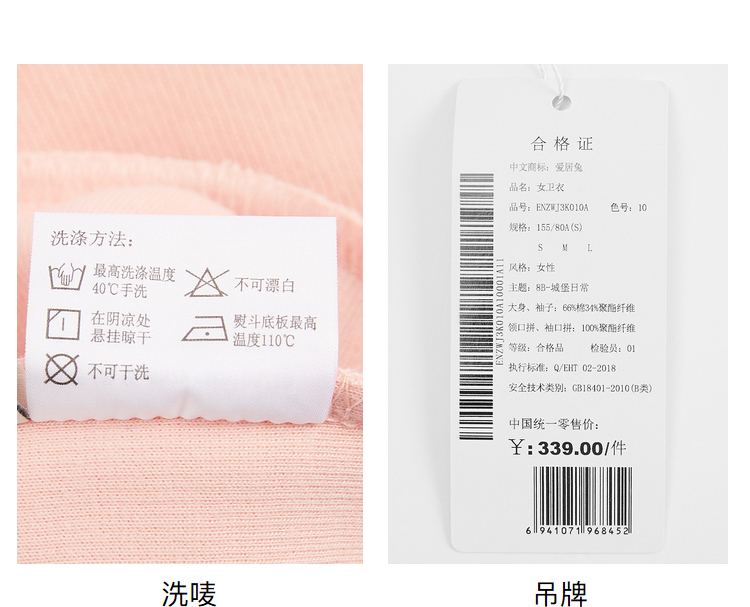 洗涤方法:
最高洗涤温度
40℃手洗
不可漂白
在阴凉处
悬挂晾干
熨斗底板最高
温度110℃
不可干洗
洗唛
合格证
中文商标: 爱居兔
品名: 女卫衣
品号: ENZWJ3K010A 色号: 10
规格: 155/80A(S)
S M L
风格: 女性
主题: 8B-城堡日常
大身、袖子: 66%棉34%聚酯纤维
领口拼、袖口拼: 100%聚酯纤维
等级: 合格品 检验员: 01
执行标准: Q/EHT 02-2018
安全技术类别: GB18401-2010(B类)
中国统一零售价:
¥:339.00/件
6 941071 968452
ENZWJ3K010A10001A11
吊牌